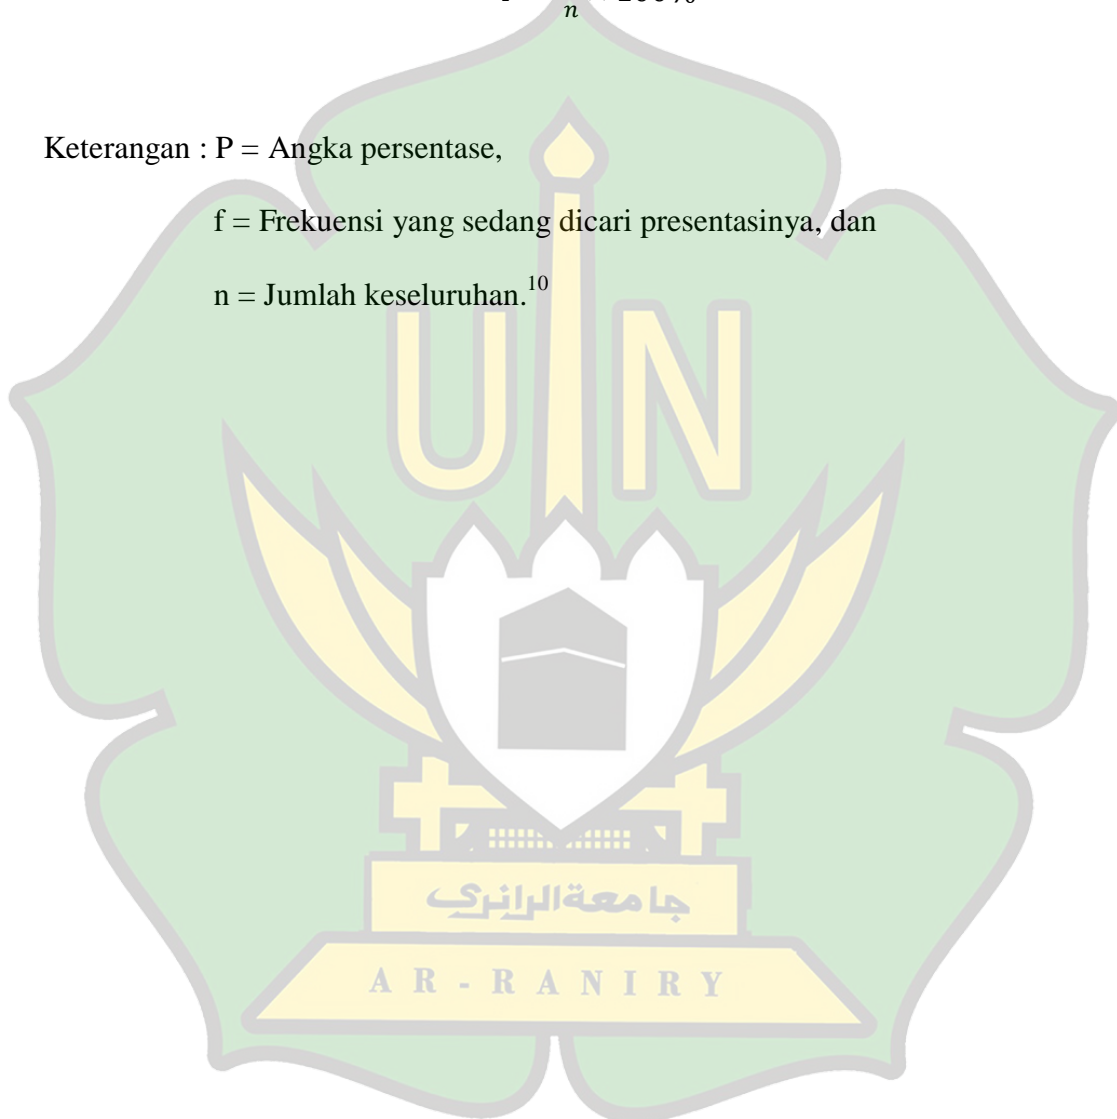 n
Keterangan : P = Angka persentase,
f = Frekuensi yang sedang dicari presentasinya, dan
n = Jumlah keseluruhan.10
UIN
جامعة الرانري
AR-RANIRY